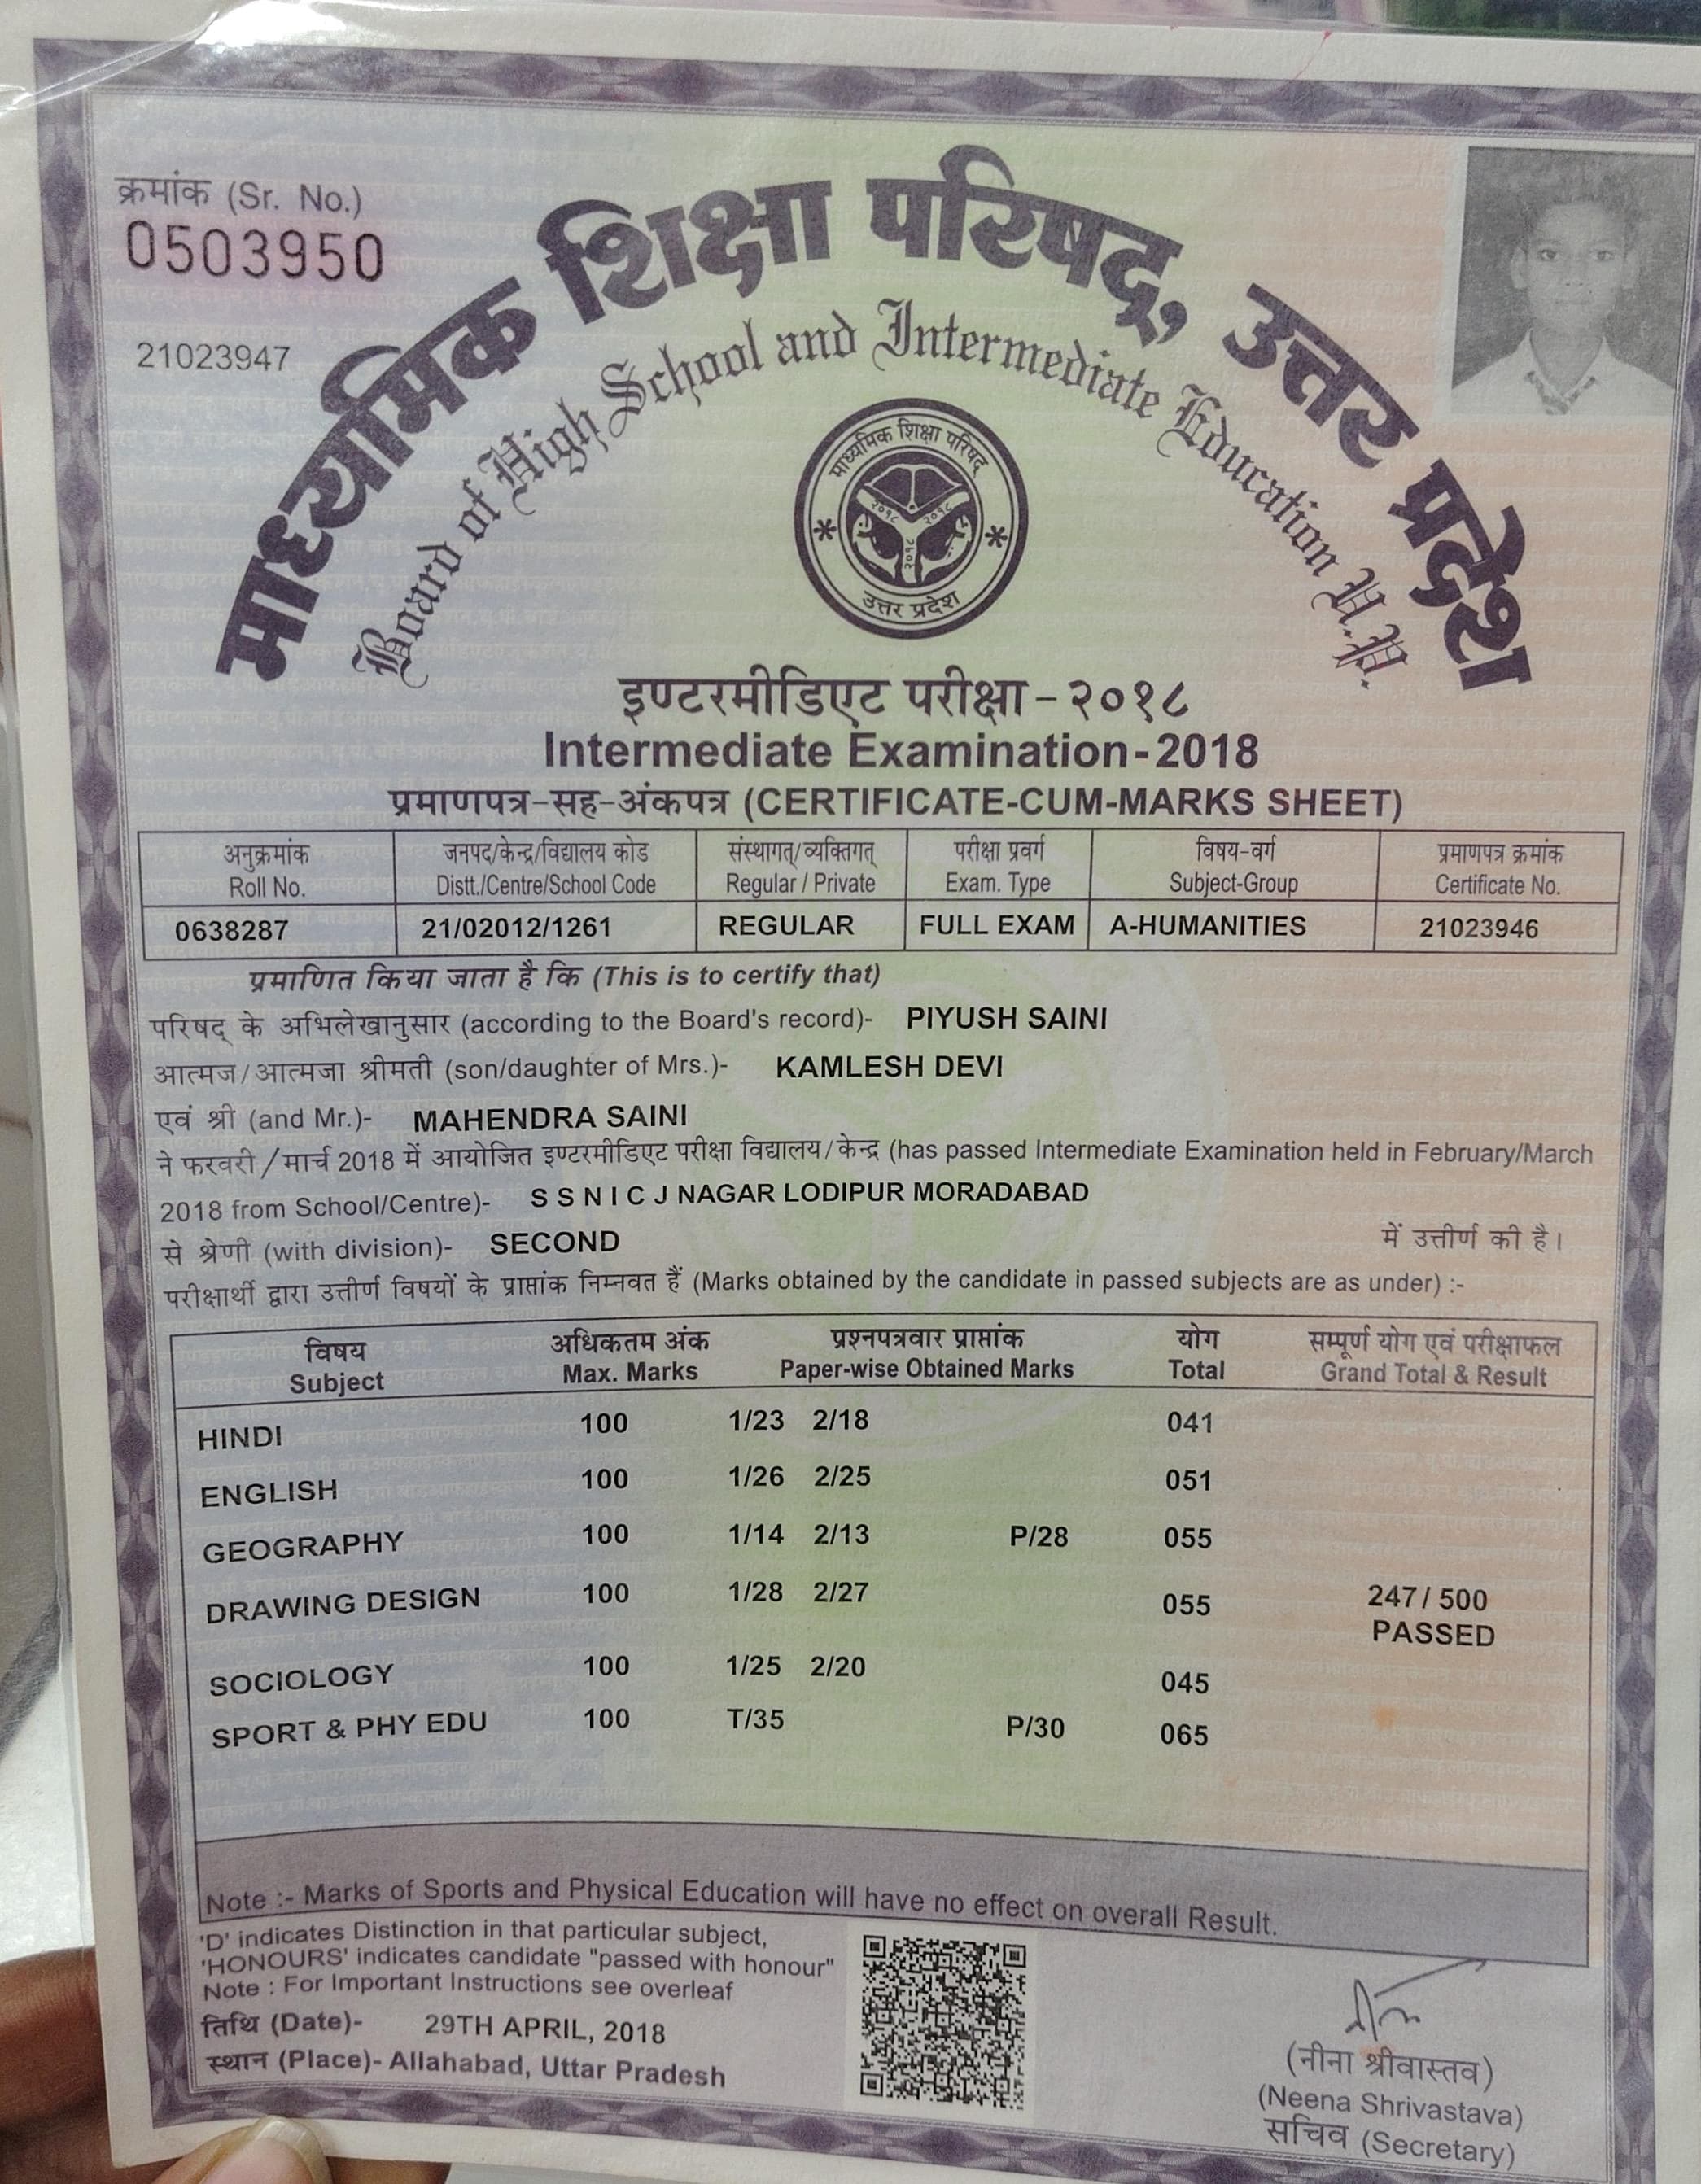 क्रमांक (Sr. No.)
0503950
21023947
माध्यमिक शिक्षा परिषद्, उत्तर प्रदेश
Board of High School and Intermediate Education U.P.
माध्यमिक शिक्षा परिषद
२०१८ २०१८
२०१८
उत्तर प्रदेश
इण्टरमीडिएट परीक्षा - २०१८
Intermediate Examination - 2018
प्रमाणपत्र-सह-अंकपत्र (CERTIFICATE-CUM-MARKS SHEET)
अनुक्रमांक जनपद/केन्द्र/विद्यालय कोड संस्थागत्/व्यक्तिगत् परीक्षा प्रवर्ग विषय-वर्ग प्रमाणपत्र क्रमांक
Roll No. Distt./Centre/School Code Regular / Private Exam. Type Subject-Group Certificate No.
0638287 21/02012/1261 REGULAR FULL EXAM A-HUMANITIES 21023946
प्रमाणित किया जाता है कि (This is to certify that)
परिषद् के अभिलेखानुसार (according to the Board's record)- PIYUSH SAINI
आत्मज/आत्मजा श्रीमती (son/daughter of Mrs.)- KAMLESH DEVI
एवं श्री (and Mr.)- MAHENDRA SAINI
ने फरवरी/मार्च 2018 में आयोजित इण्टरमीडिएट परीक्षा विद्यालय/केन्द्र (has passed Intermediate Examination held in February/March
2018 from School/Centre)- S S N I C J NAGAR LODIPUR MORADABAD
से श्रेणी (with division)- SECOND में उत्तीर्ण की है।
परीक्षार्थी द्वारा उत्तीर्ण विषयों के प्राप्तांक निम्नवत हैं (Marks obtained by the candidate in passed subjects are as under) :-
विषय अधिकतम अंक प्रश्नपत्रवार प्राप्तांक योग सम्पूर्ण योग एवं परीक्षाफल
Subject Max. Marks Paper-wise Obtained Marks Total Grand Total & Result
HINDI 100 1/23 2/18 041
ENGLISH 100 1/26 2/25 051
GEOGRAPHY 100 1/14 2/13 P/28 055
DRAWING DESIGN 100 1/28 2/27 055 247/ 500
PASSED
SOCIOLOGY 100 1/25 2/20 045
SPORT & PHY EDU 100 T/35 P/30 065
Note :- Marks of Sports and Physical Education will have no effect on overall Result.
'D' indicates Distinction in that particular subject,
'HONOURS' indicates candidate "passed with honour"
Note : For Important Instructions see overleaf
तिथि (Date)- 29TH APRIL, 2018
स्थान (Place)- Allahabad, Uttar Pradesh
(नीना श्रीवास्तव)
(Neena Shrivastava)
सचिव (Secretary)